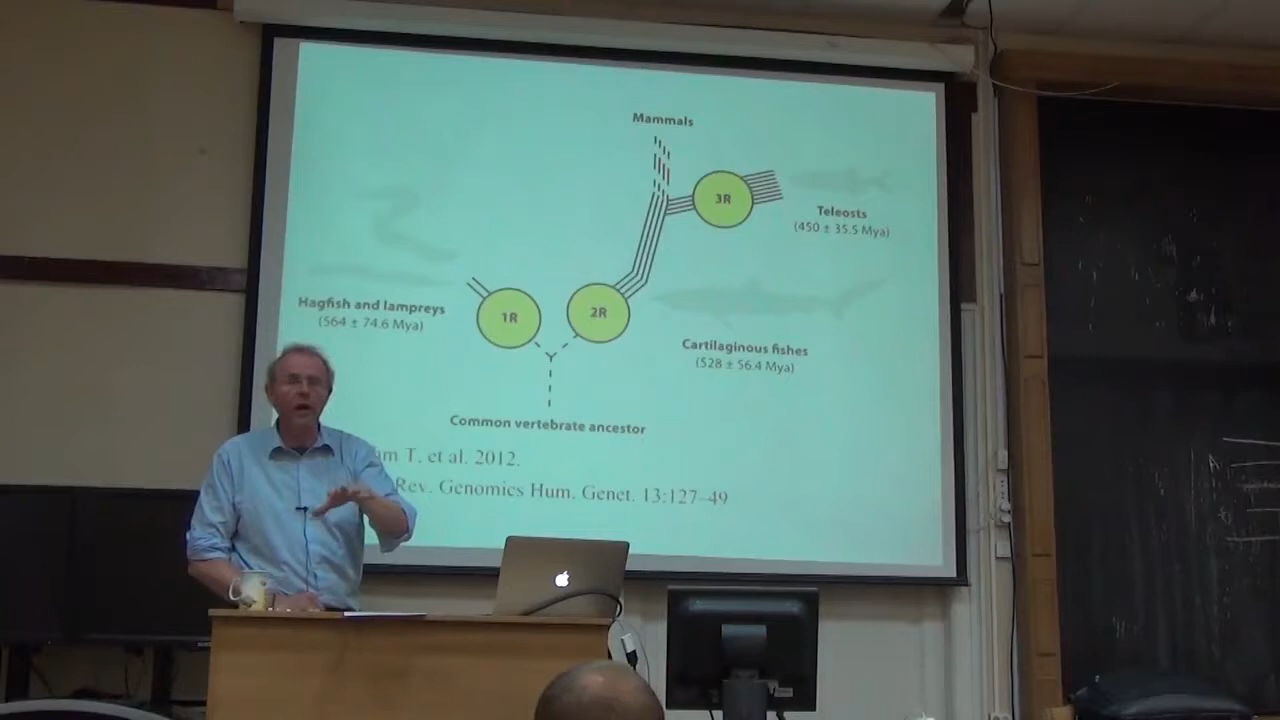 Mammals
3R
Teleosts
(450 ± 35.5 Mya)
Hagfish and lampreys
(564 ± 74.6 Mya)
1R
2R
Cartilaginous fishes
(528 ± 56.4 Mya)
Common vertebrate ancestor
T. et al. 2012.
Rev. Genomics Hum. Genet. 13:127–49